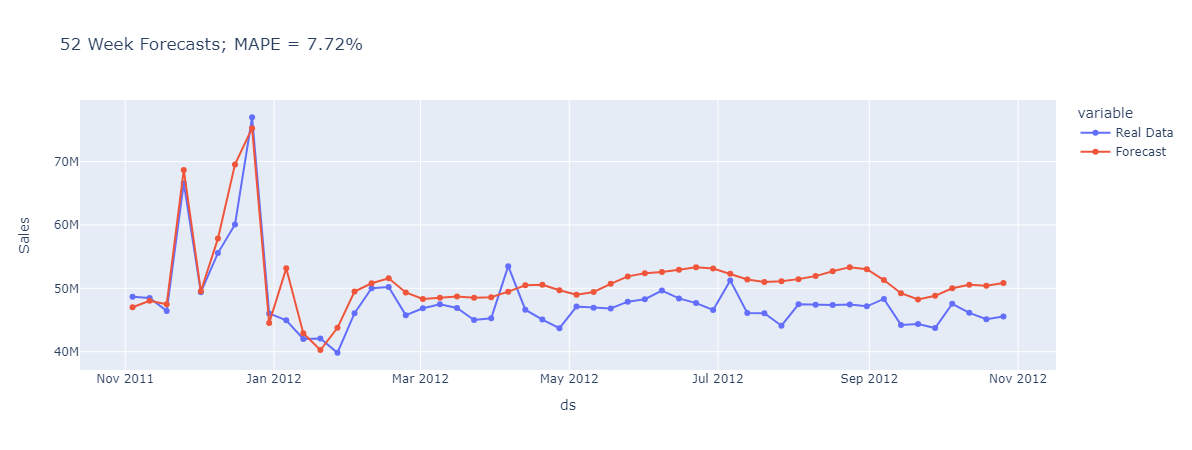 52 Week Forecasts; MAPE = 7.72%
variable
Real Data
Forecast
70M
60M
50M
40M
Sales
Nov 2011 Jan 2012 Mar 2012 May 2012 Jul 2012 Sep 2012 Nov 2012
ds